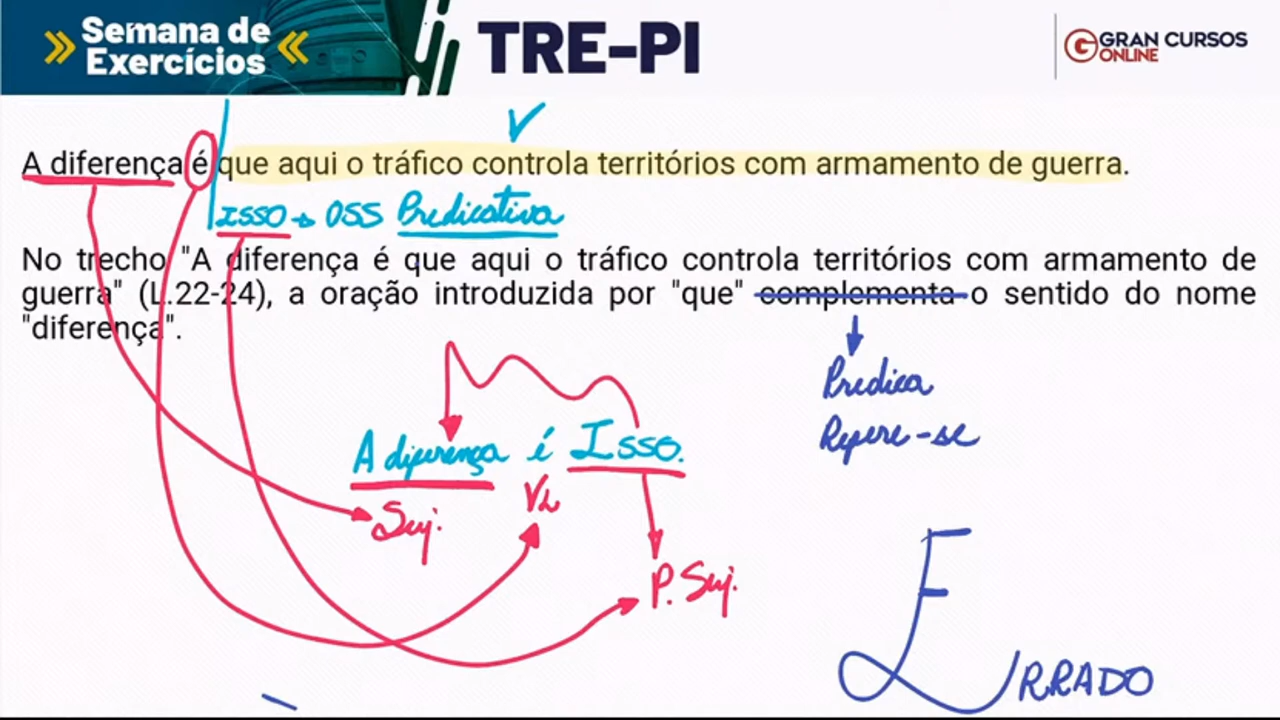 Semana de
Exercícios
TRE-PI
GRAN CURSOS
ONLINE
A diferença é que aqui o tráfico controla territórios com armamento de guerra.
ISSO → OSS Predicativa
No trecho "A diferença é que aqui o tráfico controla territórios com armamento de
guerra" (L.22-24), a oração introduzida por "que" complementa o sentido do nome
"diferença".
Predica
Refere-se
A diferença é Isso.
Suj.
VL
P. Suj.
ERRADO